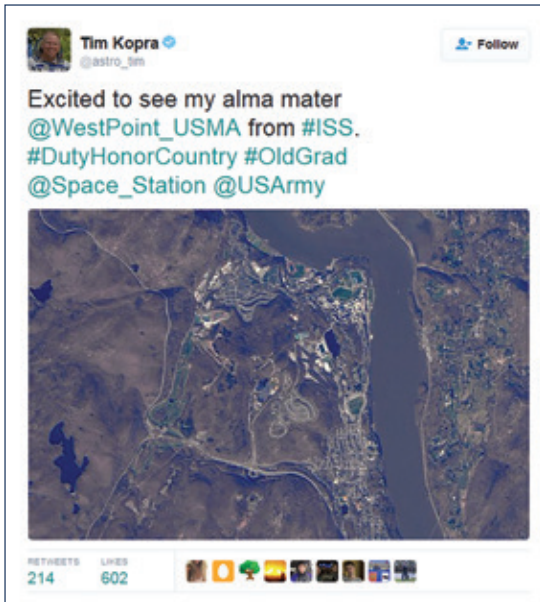 Tim Kopra
@astro_tim
Follow
Excited to see my alma mater
@WestPoint_USMA from #ISS.
#DutyHonorCountry #OldGrad
@Space_Station @USArmy
RETWEETS LIKES
214 602